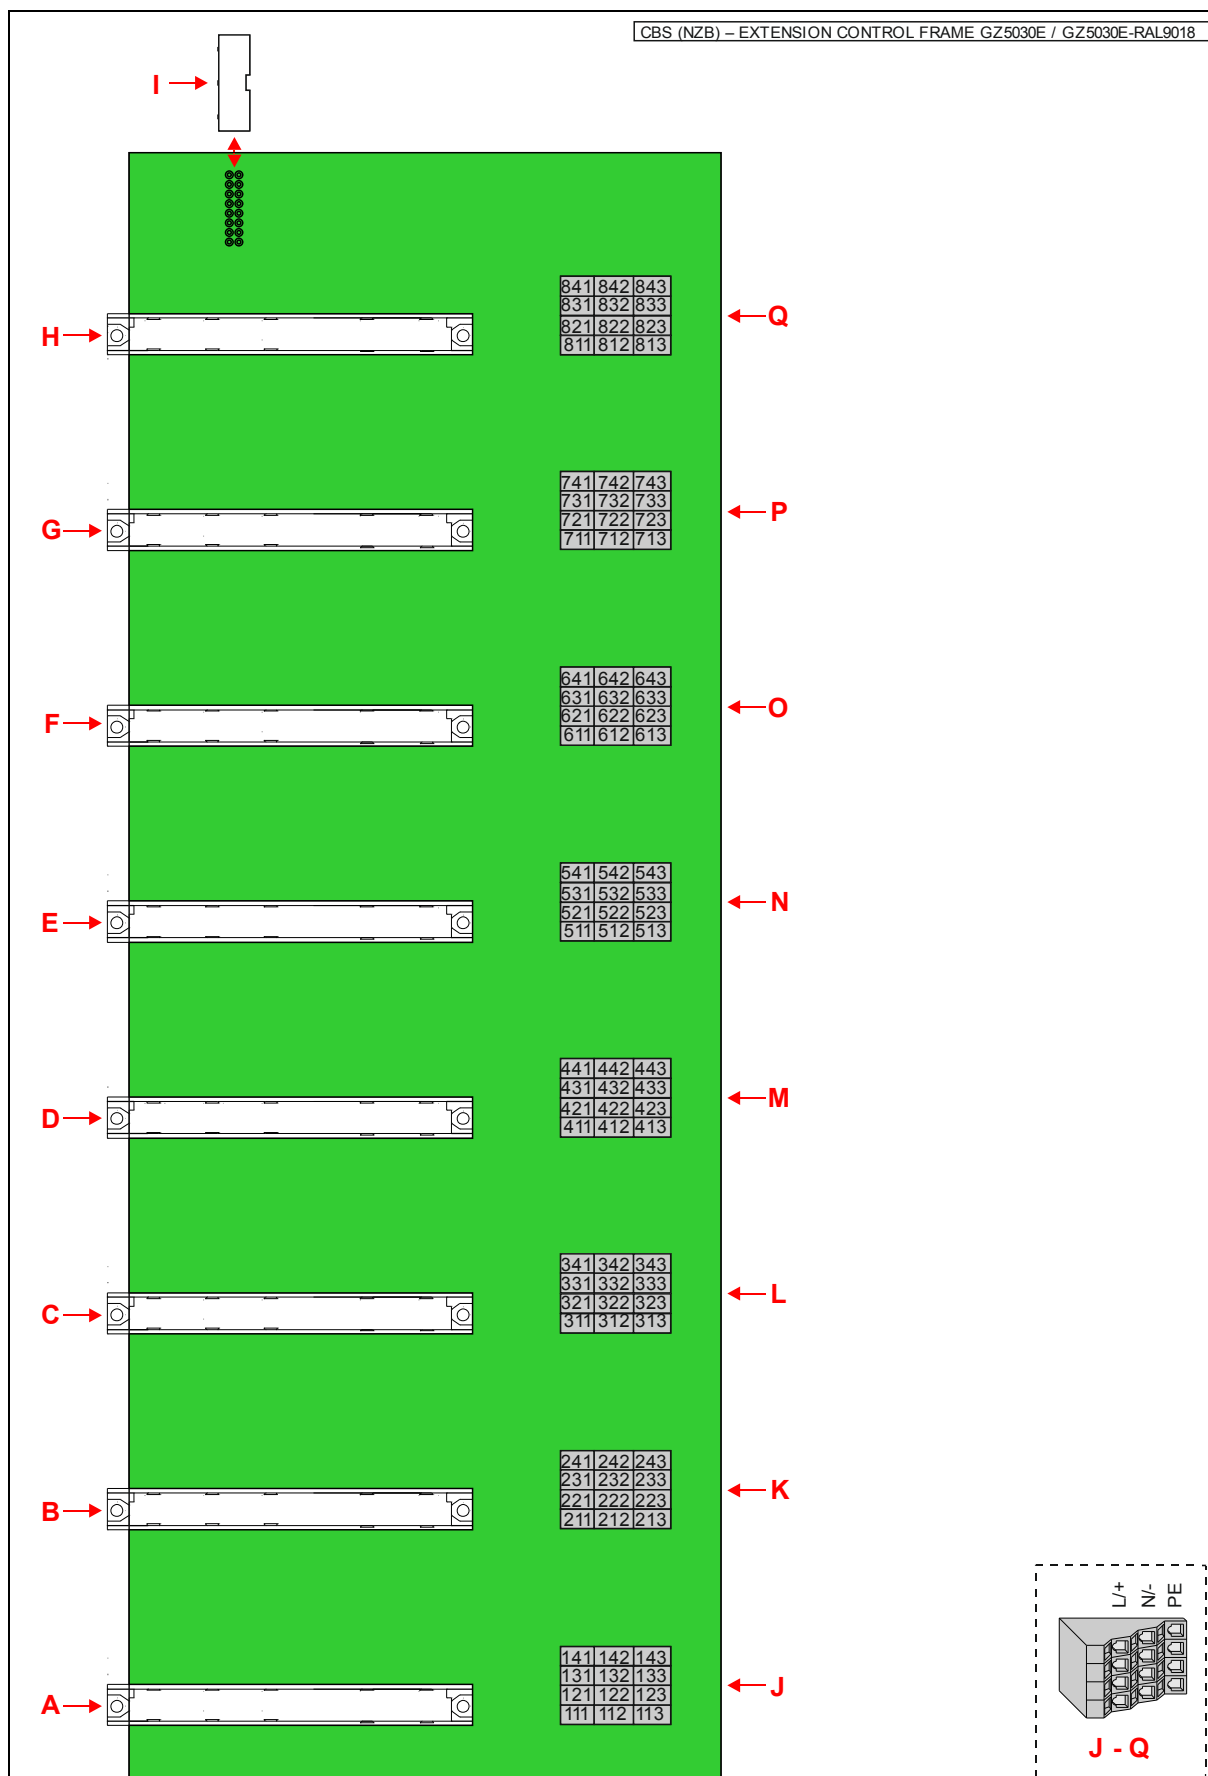 CBS (NZB) – EXTENSION CONTROL FRAME GZ5030E / GZ5030E-RAL9018
I
841 842 843
831 832 833
821 822 823
811 812 813
H
Q
741 742 743
731 732 733
721 722 723
711 712 713
G
P
641 642 643
631 632 633
621 622 623
611 612 613
F
O
541 542 543
531 532 533
521 522 523
511 512 513
E
N
441 442 443
431 432 433
421 422 423
411 412 413
D
M
341 342 343
331 332 333
321 322 323
311 312 313
C
L
241 242 243
231 232 233
221 222 223
211 212 213
B
K
141 142 143
131 132 133
121 122 123
111 112 113
A
J
L/+
N/-
PE
J - Q